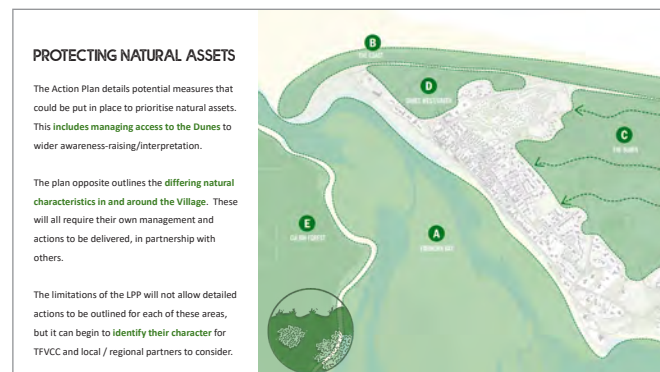 PROTECTING NATURAL ASSETS
The Action Plan details potential measures that
could be put in place to prioritise natural assets.
This includes managing access to the Dunes to
wider awareness-raising/interpretation.
The plan opposite outlines the differing natural
characteristics in and around the Village. These
will all require their own management and
actions to be delivered, in partnership with
others.
The limitations of the LPP will not allow detailed
actions to be outlined for each of these areas,
but it can begin to identify their character for
TFVCC and local / regional partners to consider.
B
THE COAST
D
C
THE DUNES
E
A